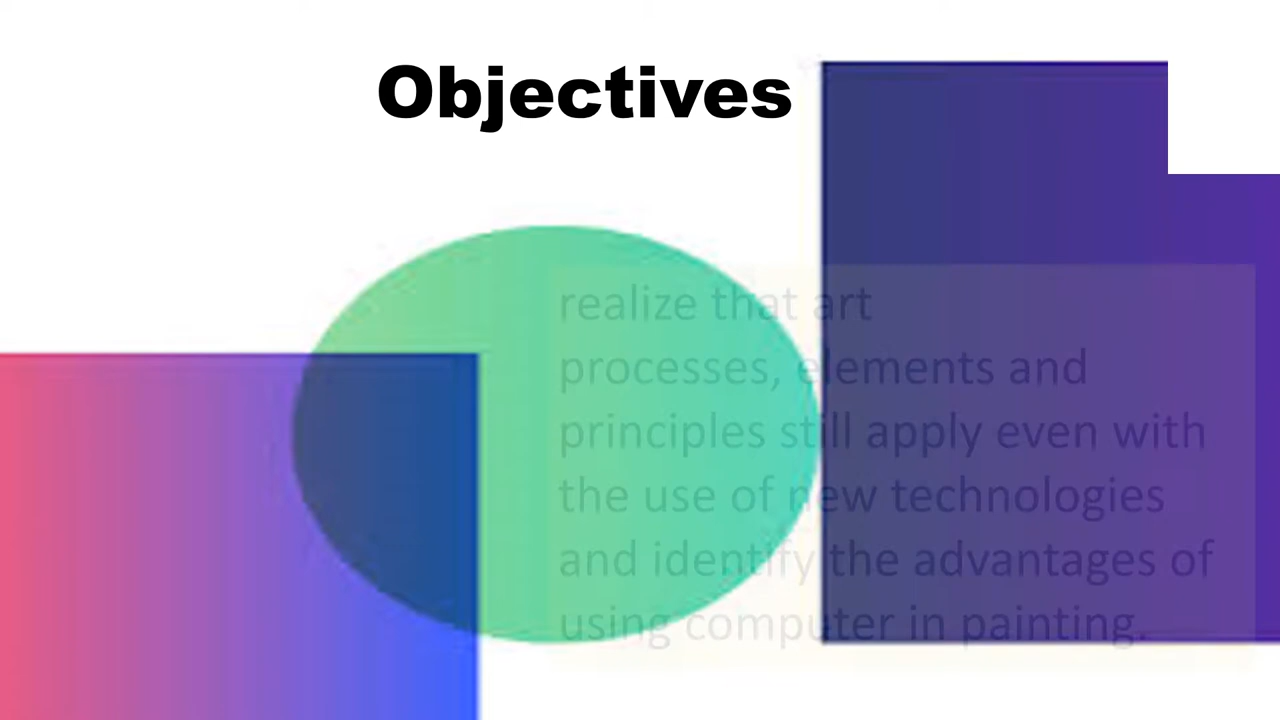 Objectives
realize that art
processes, elements and
principles still apply even with
the use of new technologies
and identify the advantages of
using computer in painting.